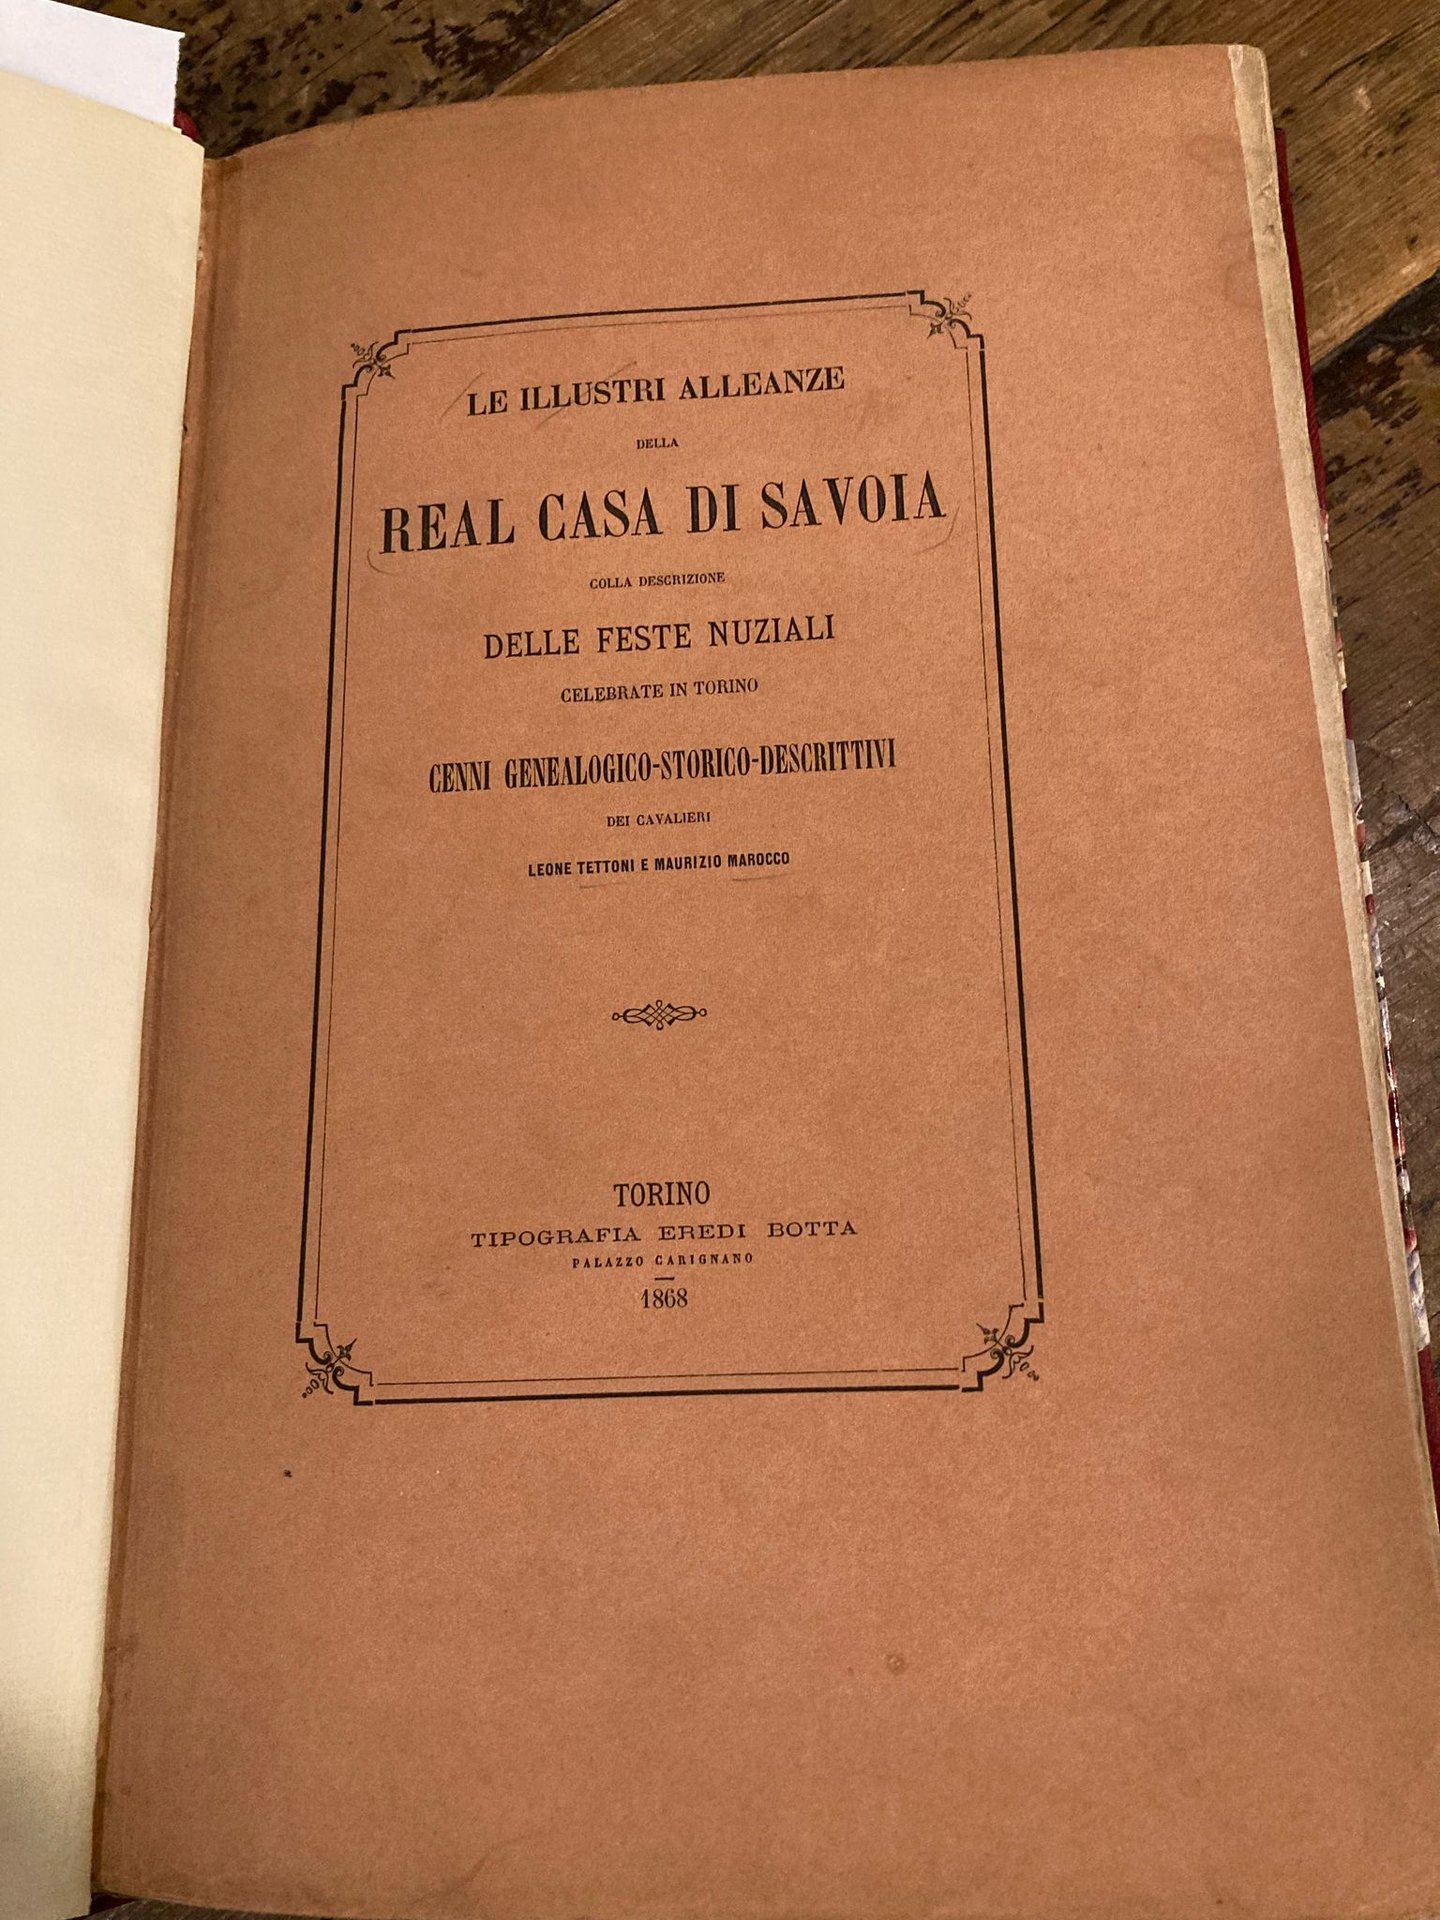 LE ILLUSTRI ALLEANZE
DELLA
REAL CASA DI SAVOIA
COLLA DESCRIZIONE
DELLE FESTE NUZIALI
CELEBRATE IN TORINO
CENNI GENEALOGICO-STORICO-DESCRITTIVI
DEI CAVALIERI
LEONE TETTONI E MAURIZIO MAROCCO
TORINO
TIPOGRAFIA EREDI BOTTA
PALAZZO CARIGNANO
1868